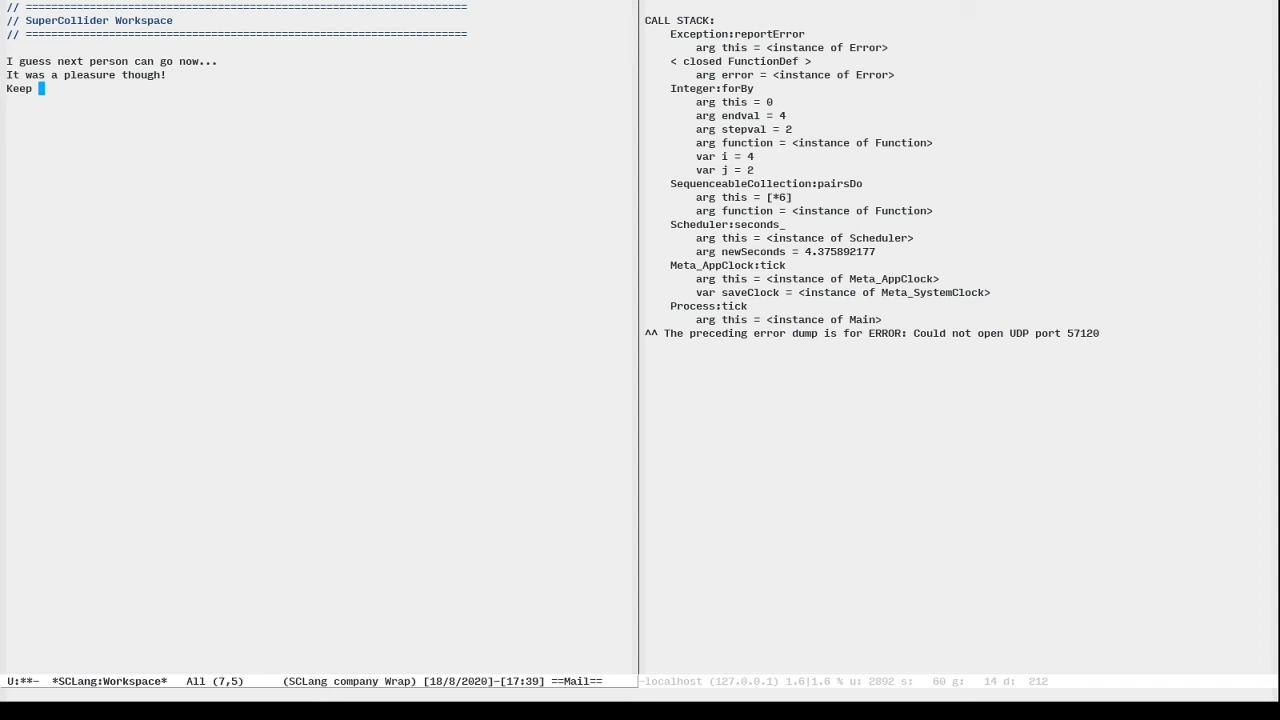 // =====================================================================
// SuperCollider Workspace
// =====================================================================
I guess next person can go now...
It was a pleasure though!
Keep
U:**-  *SCLang:Workspace*   All (7,5)      (SCLang company Wrap) [18/8/2020]-[17:39] ==Mail==
CALL STACK:
Exception:reportError
arg this = <instance of Error>
< closed FunctionDef >
arg error = <instance of Error>
Integer:forBy
arg this = 0
arg endval = 4
arg stepval = 2
arg function = <instance of Function>
var i = 4
var j = 2
SequenceableCollection:pairsDo
arg this = [*6]
arg function = <instance of Function>
Scheduler:seconds_
arg this = <instance of Scheduler>
arg newSeconds = 4.375892177
Meta_AppClock:tick
arg this = <instance of Meta_AppClock>
var saveClock = <instance of Meta_SystemClock>
Process:tick
arg this = <instance of Main>
^^ The preceding error dump is for ERROR: Could not open UDP port 57120
-localhost (127.0.0.1) 1.6|1.6 % u: 2892 s:   60 g:   14 d:  212